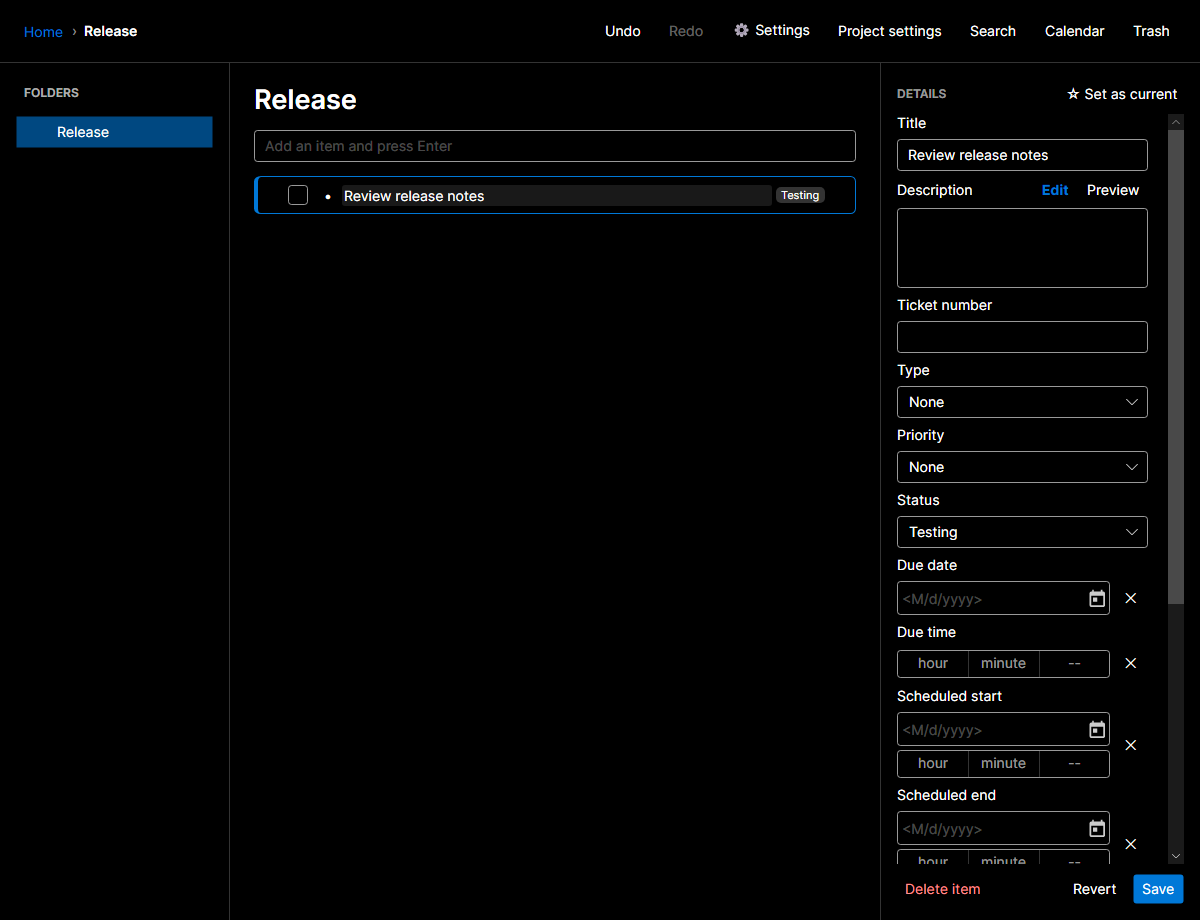 Home › Release
Undo Redo Settings Project settings Search Calendar Trash
FOLDERS
Release
Release
Add an item and press Enter
Review release notes Testing
DETAILS
☆ Set as current
Title
Review release notes
Description Edit Preview
Ticket number
Type
None
Priority
None
Status
Testing
Due date
<M/d/yyyy>
Due time
hour minute --
Scheduled start
<M/d/yyyy>
hour minute --
Scheduled end
<M/d/yyyy>
hour minute --
Delete item Revert Save